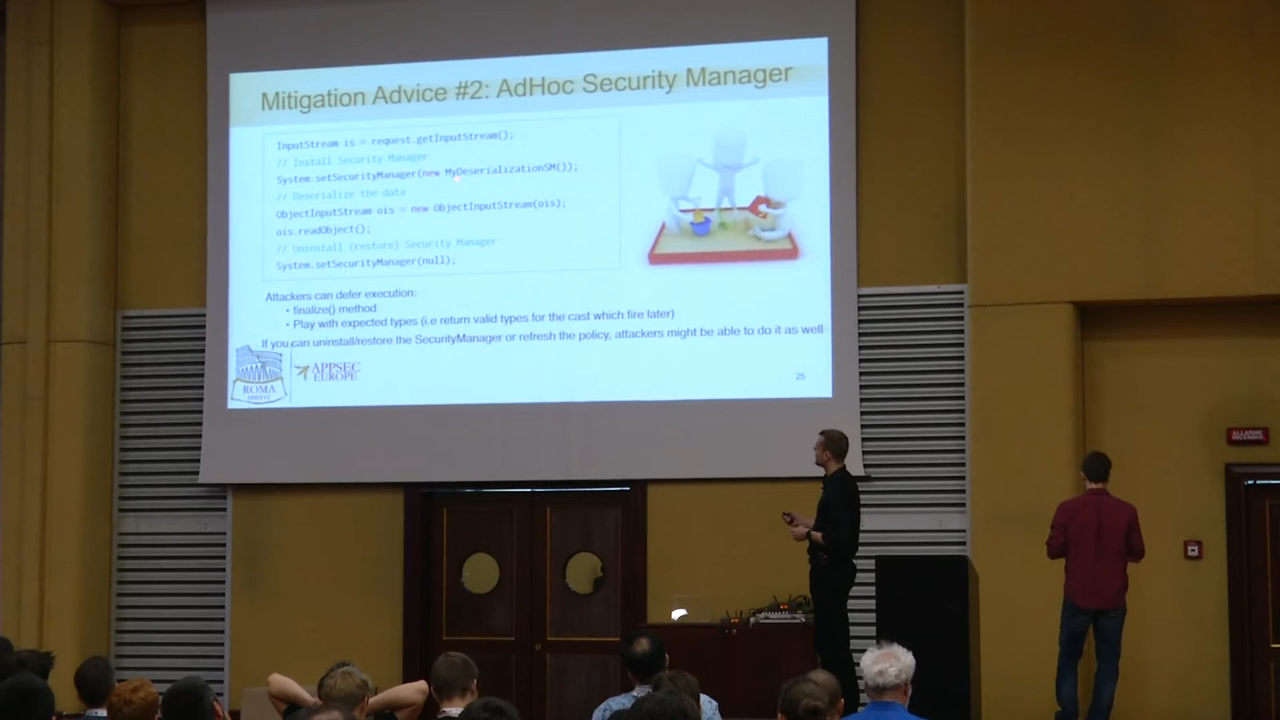 Mitigation Advice #2: AdHoc Security Manager
InputStream is = request.getInputStream();
// Install Security Manager
System.setSecurityManager(new MyDeserializationSM());
// Deserialize the data
ObjectInputStream ois = new ObjectInputStream(ois);
ois.readObject();
// Uninstall (restore) Security Manager
System.setSecurityManager(null);
Attackers can defer execution:
• finalize() method
• Play with expected types (i.e return valid types for the cast which fire later)
If you can uninstall/restore the SecurityManager or refresh the policy, attackers might be able to do it as well
ROMA
MMXVI
APPSEC
EUROPE
25
ALLARME
INCENDIO